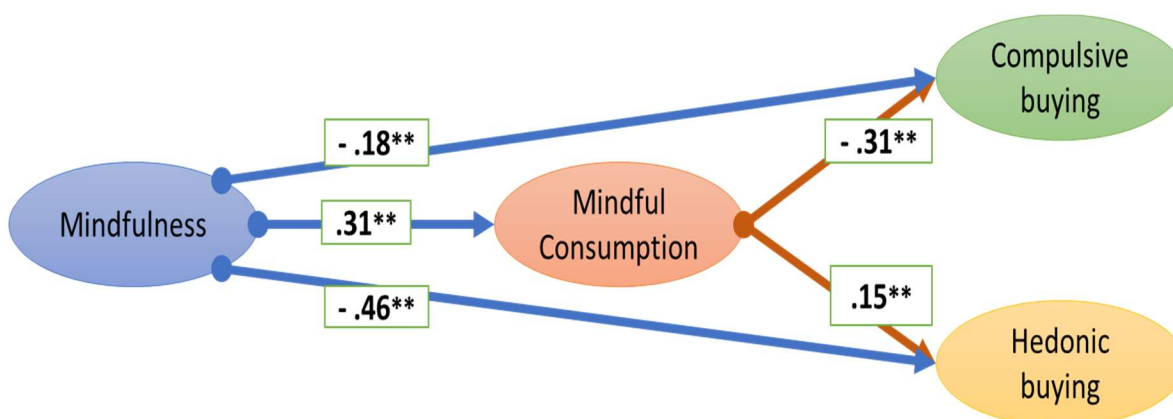 Compulsive
buying
- .18**
- .31**
Mindfulness
.31**
Mindful
Consumption
- .46**
.15**
Hedonic
buying